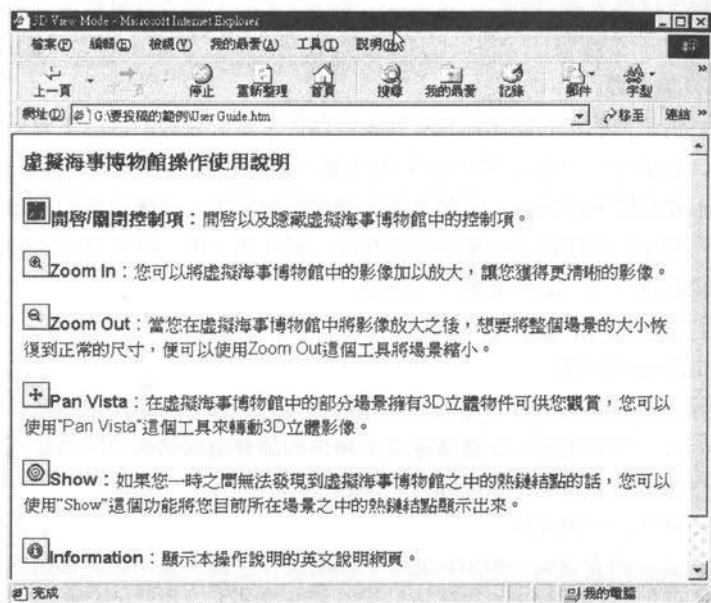 3D View Mode - Microsoft Internet Explorer
檔案(F) 編輯(E) 檢視(V) 我的最愛(A) 工具(T) 說明(H)
上一頁 停止 重新整理 首頁 搜尋 我的最愛 記錄 郵件 字型 »
網址(D) G:\要投稿的範例\User Guide.htm 移至 連結 »
虛擬海事博物館操作使用說明
開啟/關閉控制項：開啟以及隱藏虛擬海事博物館中的控制項。
Zoom In：您可以將虛擬海事博物館中的影像加以放大，讓您獲得更清晰的影像。
Zoom Out：當您在虛擬海事博物館中將影像放大之後，想要將整個場景的大小恢
復到正常的尺寸，便可以使用Zoom Out這個工具將場景縮小。
Pan Vista：在虛擬海事博物館中的部分場景擁有3D立體物件可供您觀賞，您可以
使用"Pan Vista"這個工具來轉動3D立體影像。
Show：如果您一時之間無法發現到虛擬海事博物館之中的熱鏈結點的話，您可以
使用"Show"這個功能將您目前所在場景之中的熱鏈結點顯示出來。
Information：顯示本操作說明的英文說明網頁。
完成 我的電腦